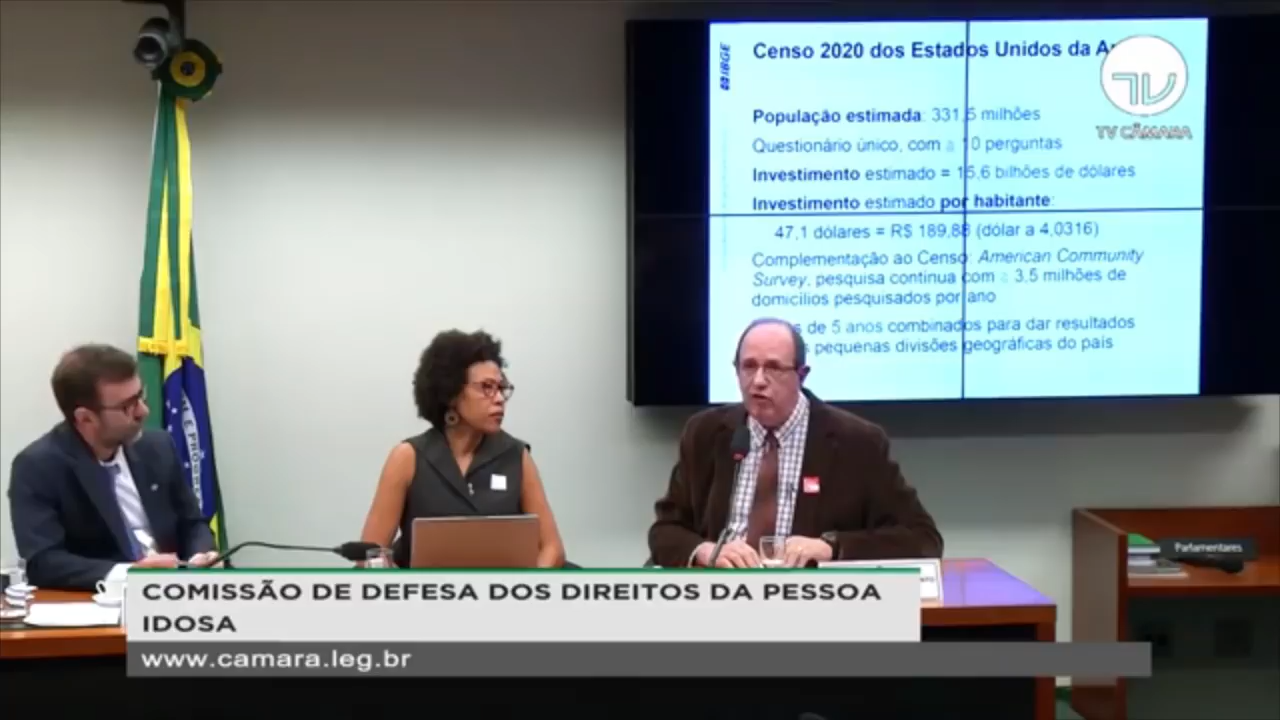 IBGE
Censo 2020 dos Estados Unidos da A
TV CÂMARA
População estimada: 331,5 milhões
Questionário único, com ± 10 perguntas
Investimento estimado = 15,6 bilhões de dólares
Investimento estimado por habitante:
47,1 dólares = R$ 189,88 (dólar a 4,0316)
Complementação ao Censo: American Community
Survey, pesquisa contínua com ± 3,5 milhões de
domicílios pesquisados por ano
de 5 anos combinados para dar resultados
pequenas divisões geográficas do país
Parlamentares
COMISSÃO DE DEFESA DOS DIREITOS DA PESSOA
IDOSA
www.camara.leg.br